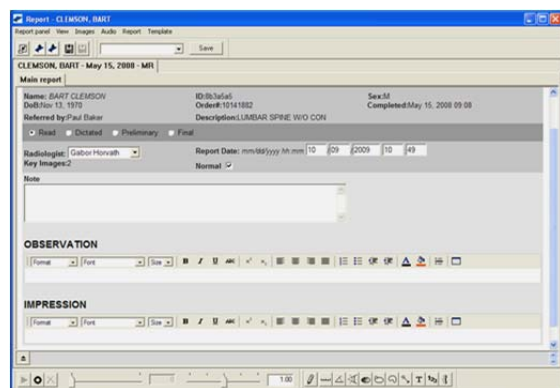 Report - CLEMSON, BART
Report panel View Images Audio Report Template
Save
CLEMSON, BART - May 15, 2008 - MR
Main report
Name: BART CLEMSON ID:8b3a5a5 Sex:M
DoB:Nov 13, 1970 Order#:10141882 Completed:May 15, 2008 09:08
Referred by:Paul Baker Description:LUMBAR SPINE W/O CON
Read Dictated Preliminary Final
Radiologist: Gabor Horvath Report Date: mm/dd/yyyy hh:mm 10 /09 /2009 10 :49
Key Images:2 Normal
Note
OBSERVATION
Format Font Size B I U ABC
IMPRESSION
Format Font Size B I U ABC
1.00 T